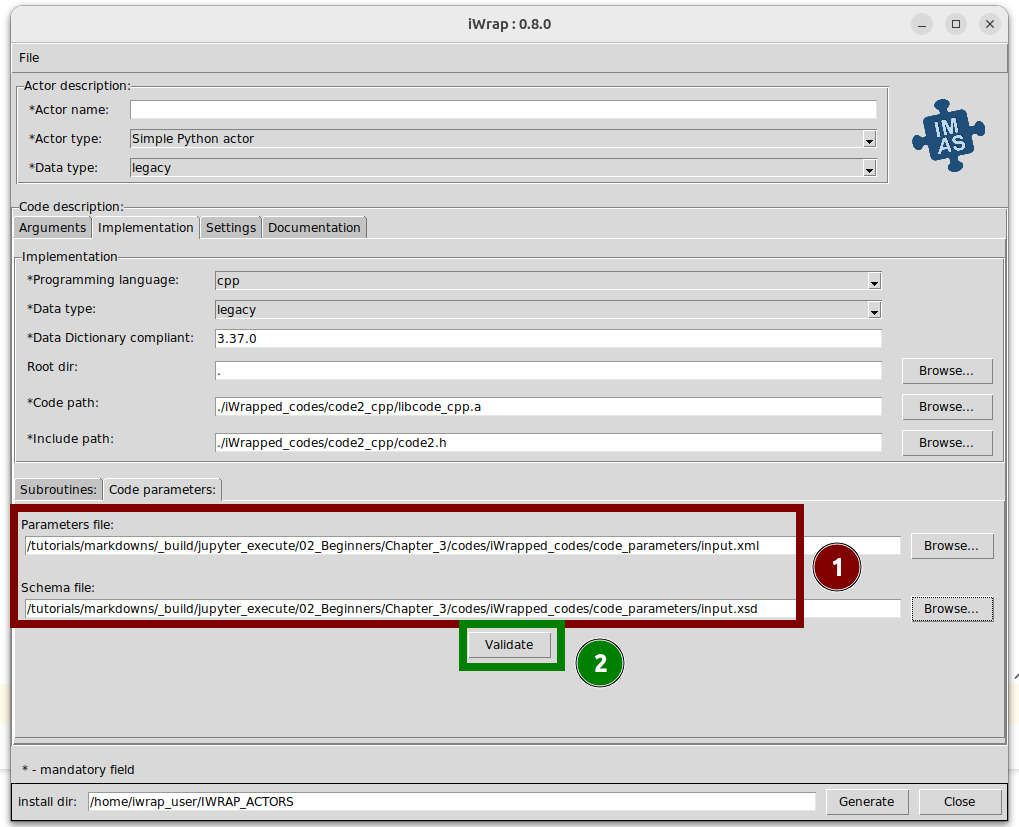 iWrap : 0.8.0
File
Actor description:
*Actor name:
*Actor type: Simple Python actor
*Data type: legacy
IM
AS
Code description:
Arguments Implementation Settings Documentation
Implementation
*Programming language: cpp
*Data type: legacy
*Data Dictionary compliant: 3.37.0
Root dir: . Browse...
*Code path: ./iWrapped_codes/code2_cpp/libcode_cpp.a Browse...
*Include path: ./iWrapped_codes/code2_cpp/code2.h Browse...
Subroutines: Code parameters:
Parameters file:
/tutorials/markdowns/_build/jupyter_execute/02_Beginners/Chapter_3/codes/iWrapped_codes/code_parameters/input.xml Browse...
1
Schema file:
/tutorials/markdowns/_build/jupyter_execute/02_Beginners/Chapter_3/codes/iWrapped_codes/code_parameters/input.xsd Browse...
Validate
2
* - mandatory field
install dir: /home/iwrap_user/IWRAP_ACTORS Generate Close